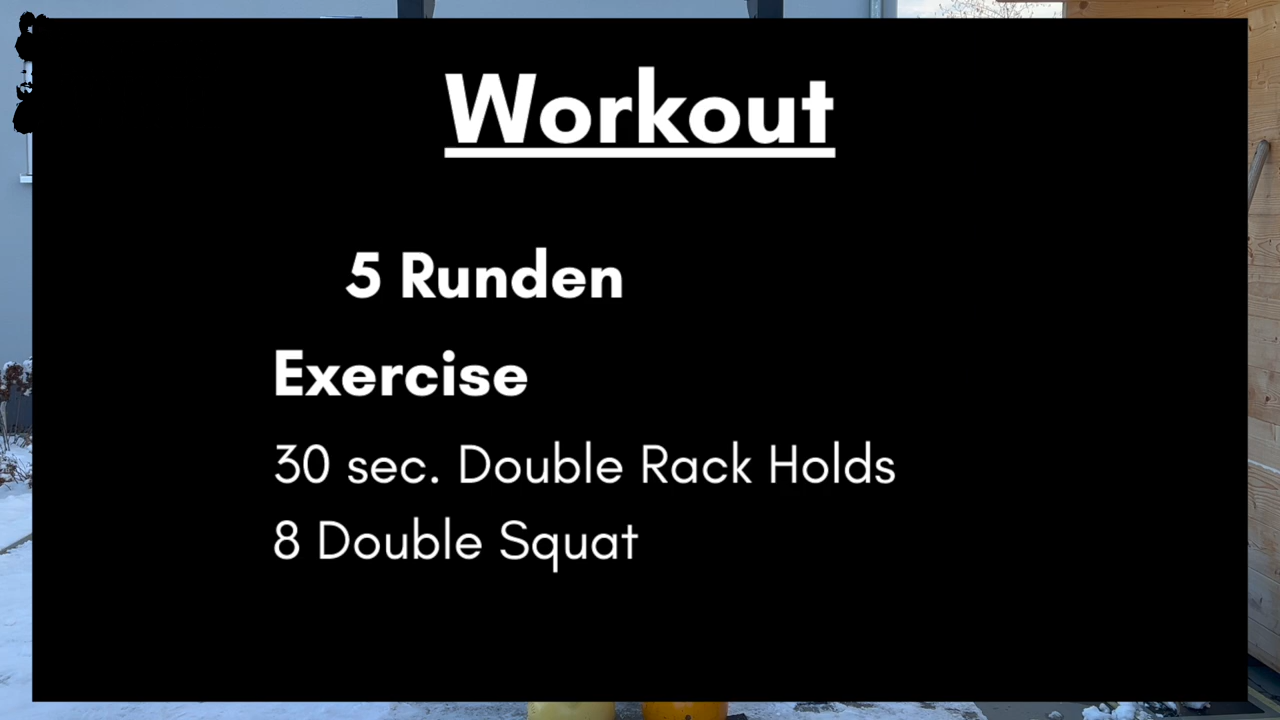 Workout
5 Runden
Exercise
30 sec. Double Rack Holds
8 Double Squat